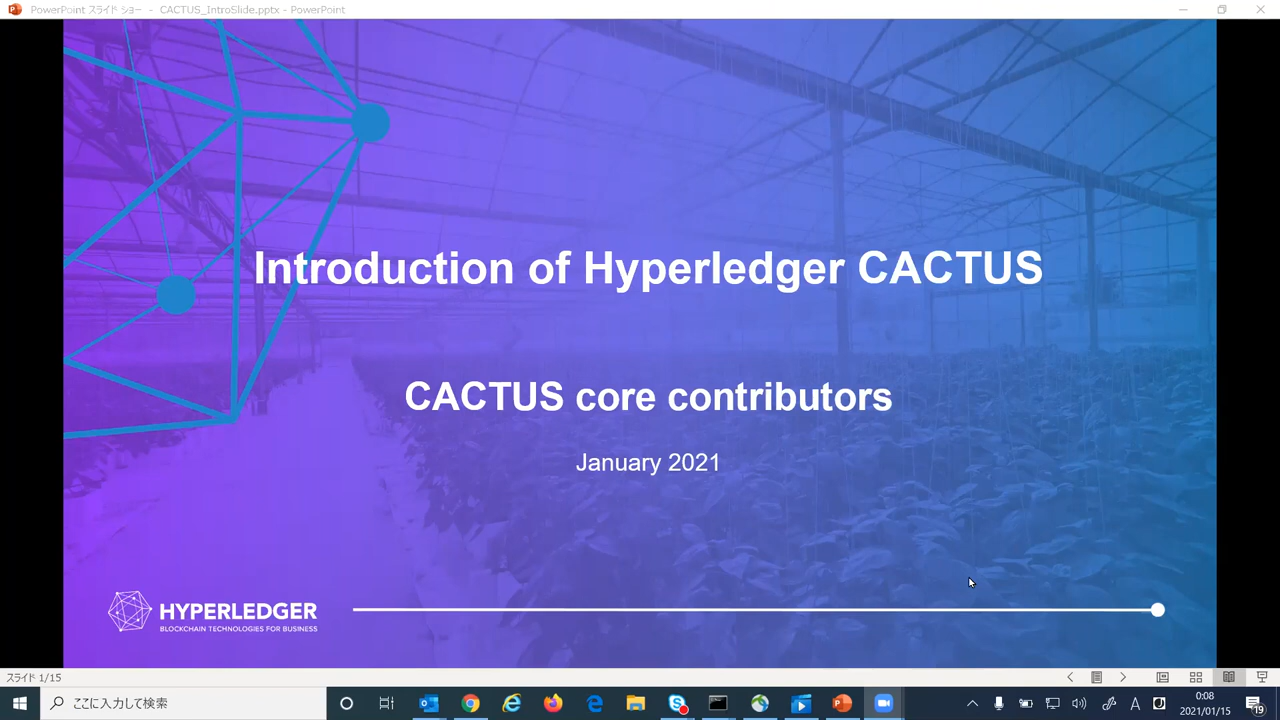 PowerPoint スライド ショー - CACTUS_IntroSlide.pptx - PowerPoint
Introduction of Hyperledger CACTUS
CACTUS core contributors
January 2021
HYPERLEDGER
BLOCKCHAIN TECHNOLOGIES FOR BUSINESS
スライド 1/15
ここに入力して検索
A
0:08
2021/01/15
19